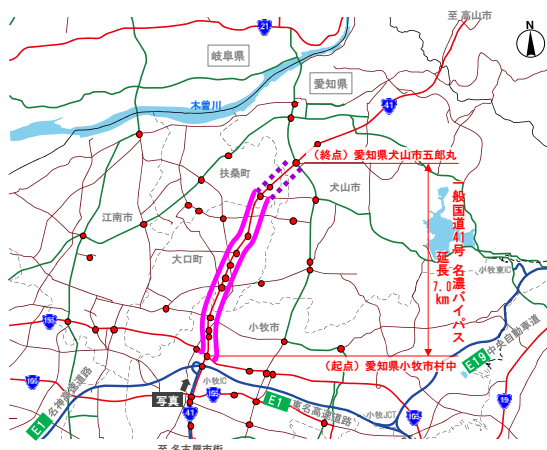 至 高山市
N
21
岐阜県
愛知県
木曽川
41
(終点) 愛知県犬山市五郎丸
扶桑町
犬山市
江南市
一般国道41号 名濃バイパス
延長 7.0km
大口町
小牧東IC
155
小牧市
中央自動車道
E19
(起点) 愛知県小牧市村中
小牧IC
写真
155
名神高速道路
E1
E1
東名高速道路
小牧JCT
41
155
19
至 名古屋市街